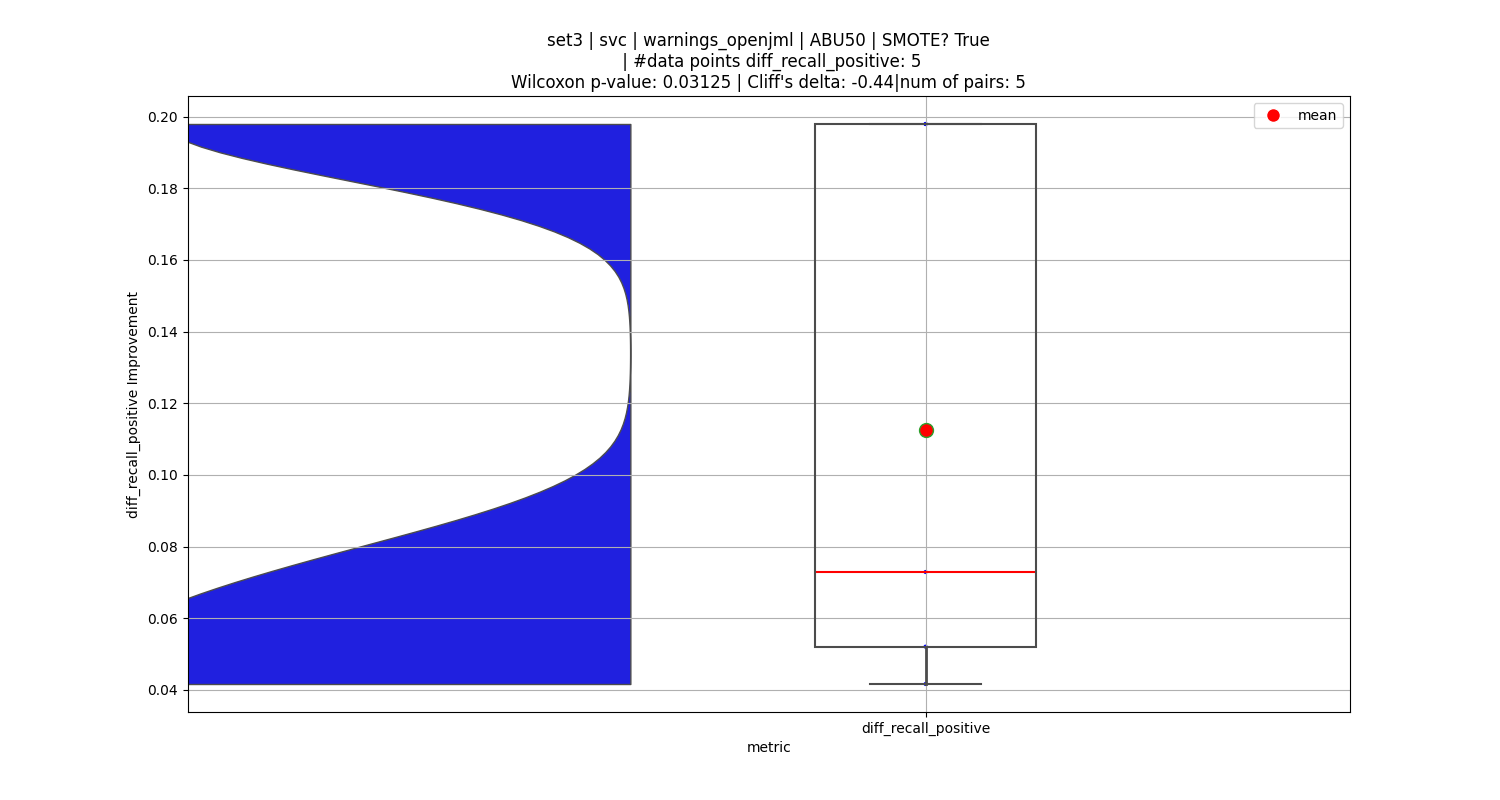 set3 | svc | warnings_openjml | ABU50 | SMOTE? True
| #data points diff_recall_positive: 5
Wilcoxon p-value: 0.03125 | Cliff's delta: -0.44|num of pairs: 5
mean
0.20
0.18
0.16
0.14
0.12
0.10
0.08
0.06
0.04
diff_recall_positive Improvement
diff_recall_positive
metric